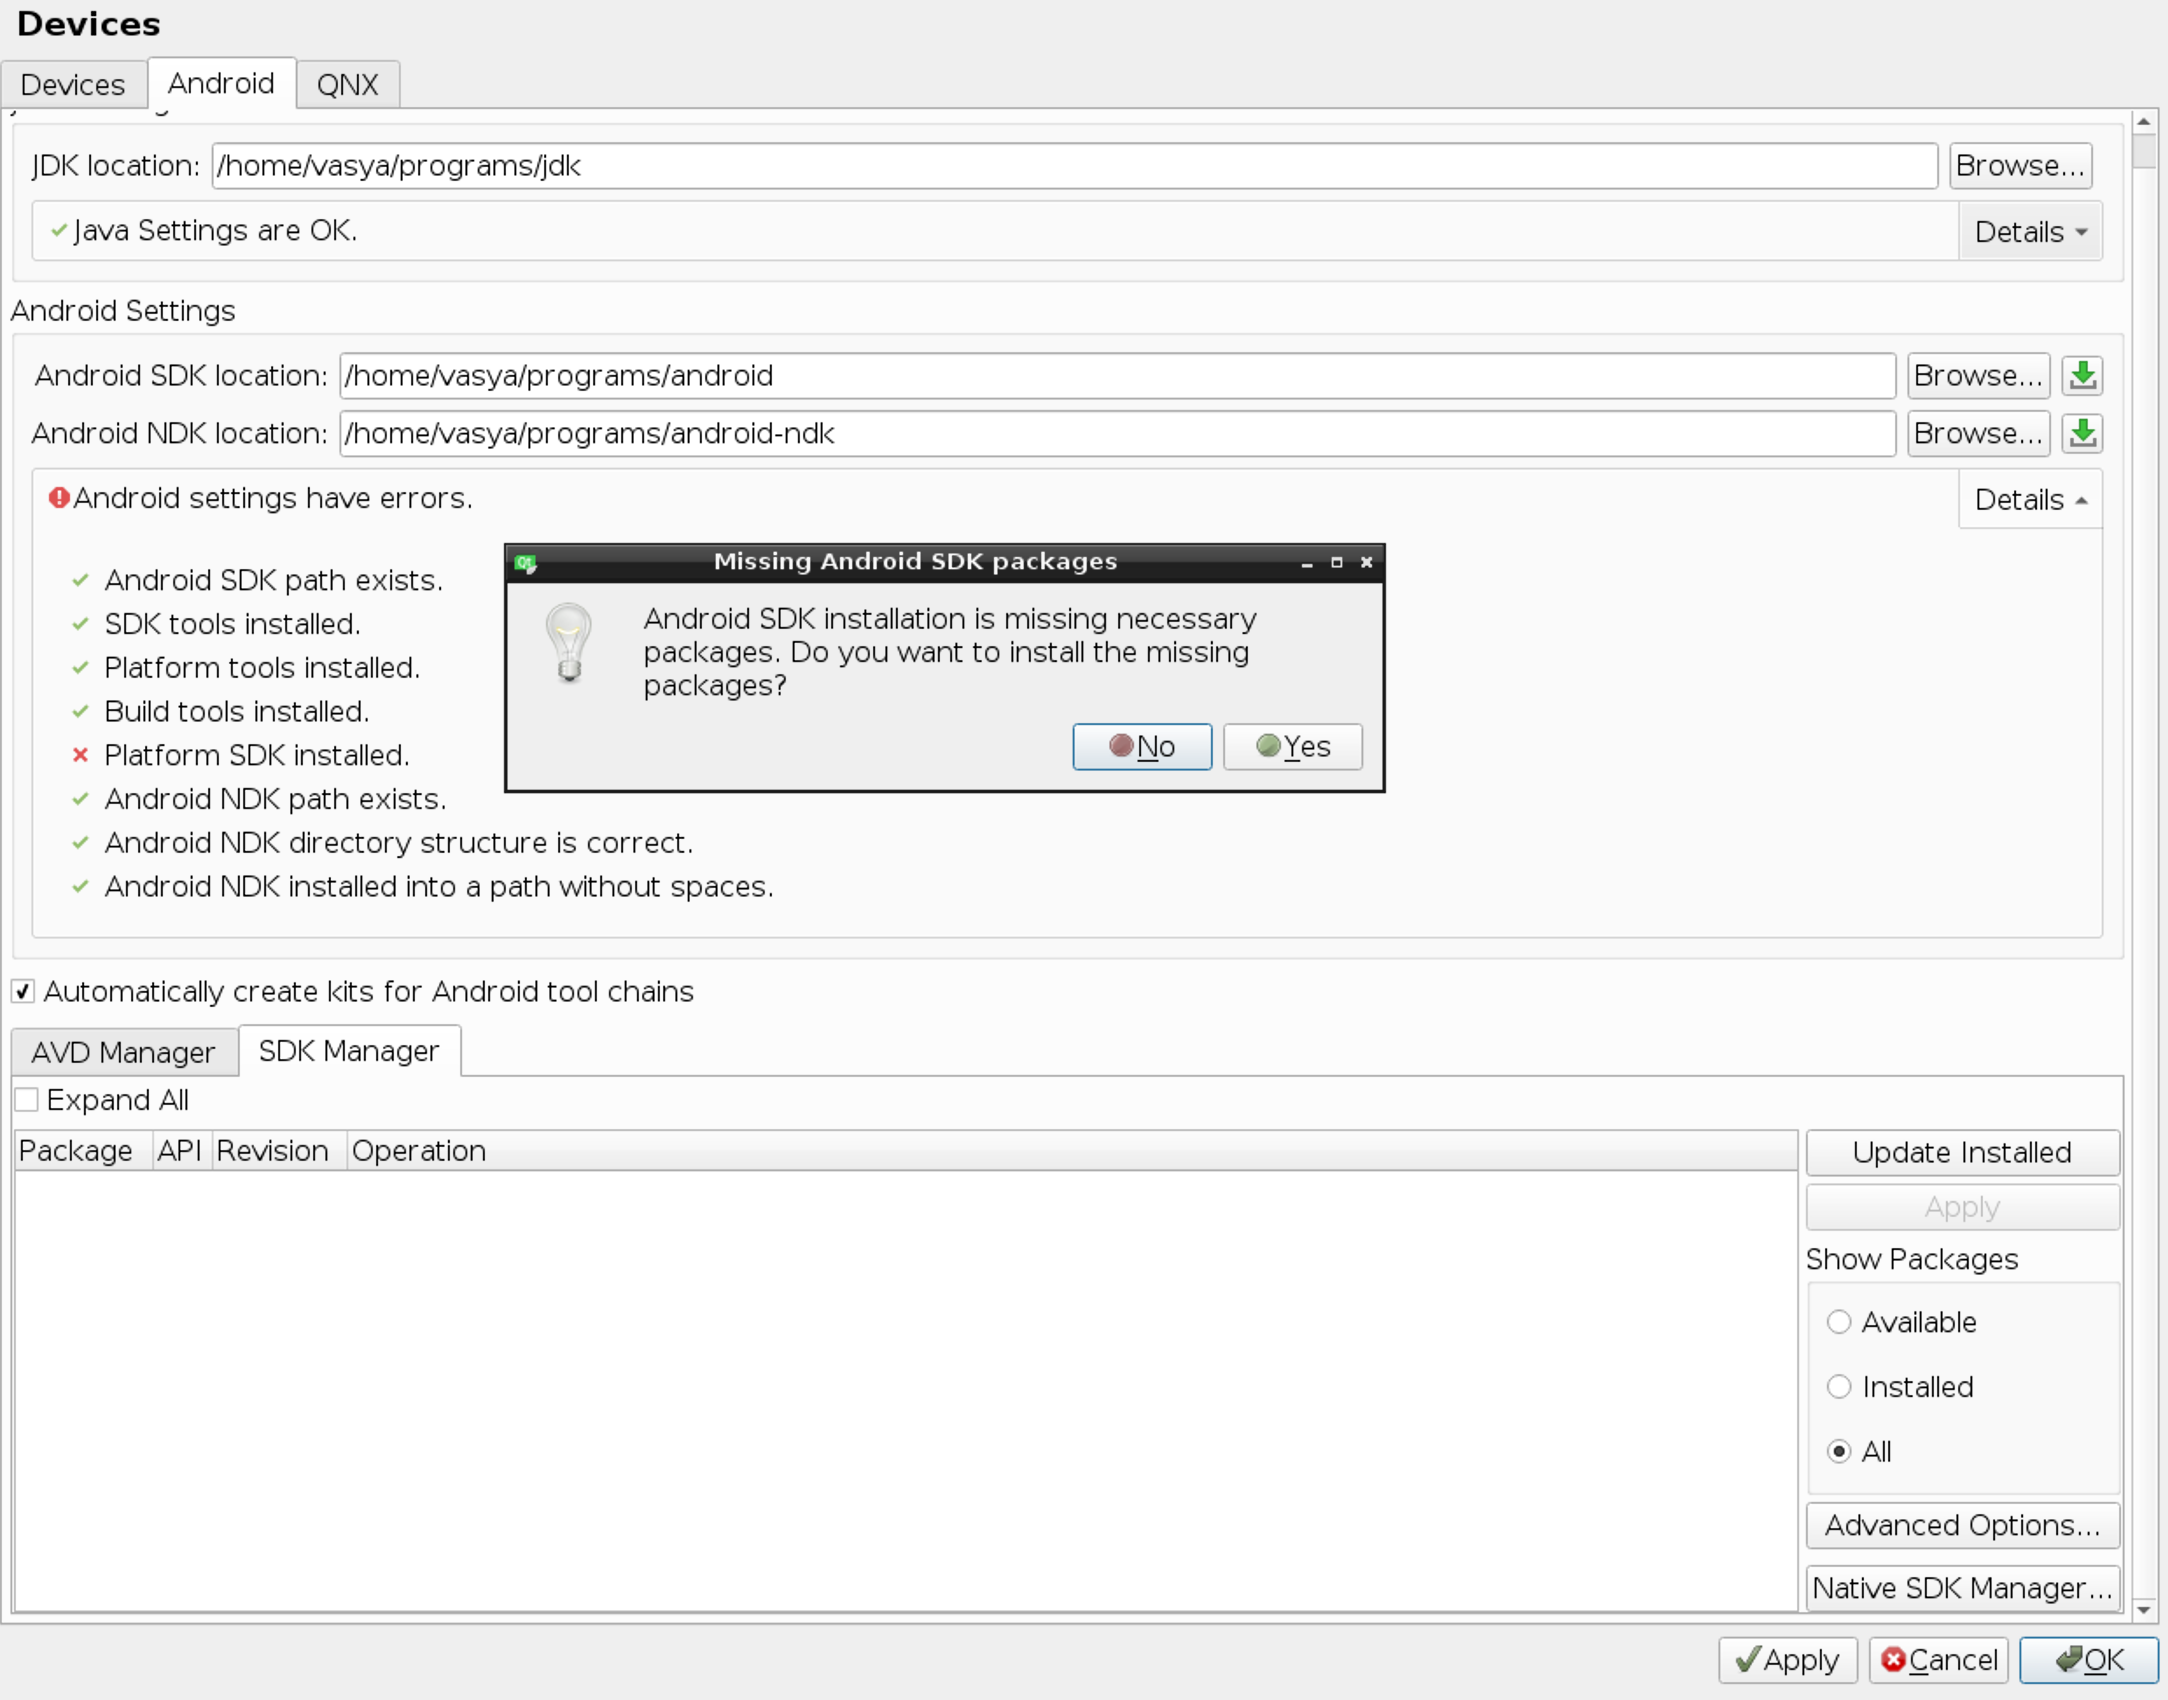 Devices
Devices Android QNX
JDK location: /home/vasya/programs/jdk Browse...
Java Settings are OK. Details
Android Settings
Android SDK location: /home/vasya/programs/android Browse...
Android NDK location: /home/vasya/programs/android-ndk Browse...
Android settings have errors. Details
Android SDK path exists.
SDK tools installed.
Platform tools installed.
Build tools installed.
Platform SDK installed.
Android NDK path exists.
Android NDK directory structure is correct.
Android NDK installed into a path without spaces.
Missing Android SDK packages
Android SDK installation is missing necessary
packages. Do you want to install the missing
packages?
No Yes
Automatically create kits for Android tool chains
AVD Manager SDK Manager
Expand All
Package API Revision Operation
Update Installed
Apply
Show Packages
Available
Installed
All
Advanced Options...
Native SDK Manager...
Apply Cancel OK